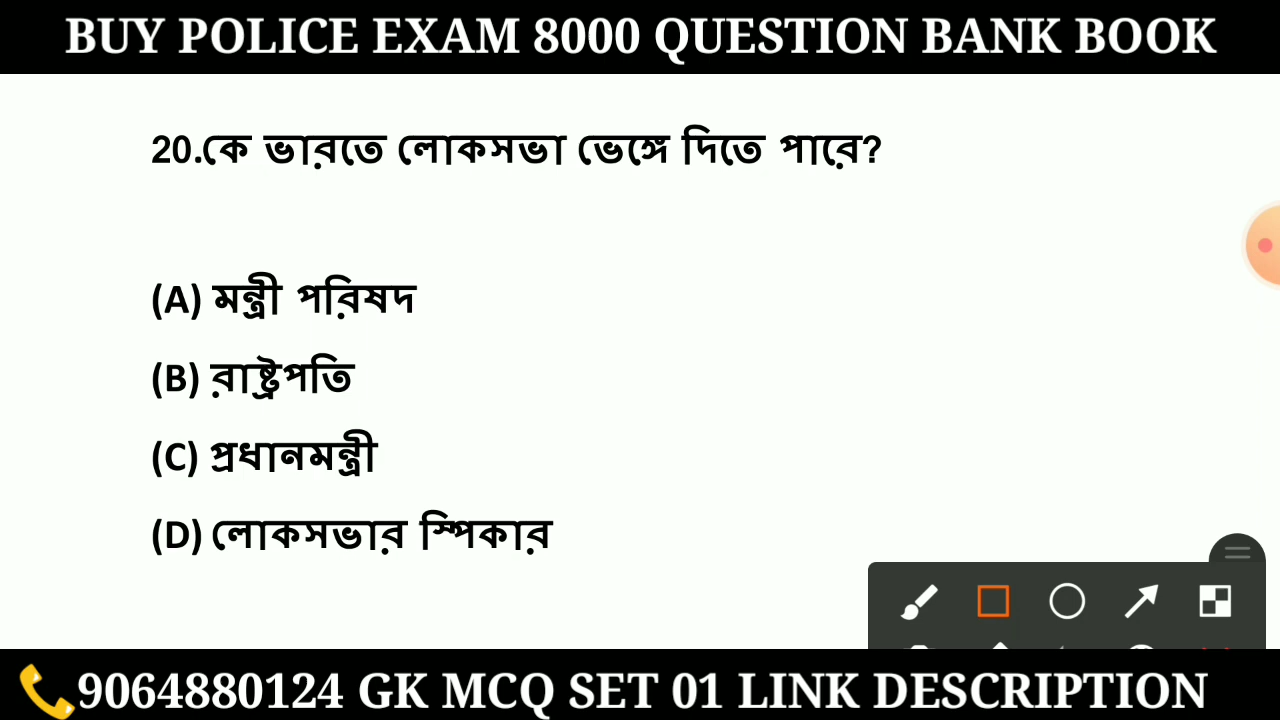 BUY POLICE EXAM 8000 QUESTION BANK BOOK
20.কে ভারতে লোকসভা ভেঙ্গে দিতে পারে?
(A) মন্ত্রী পরিষদ
(B) রাষ্ট্রপতি
(C) প্রধানমন্ত্রী
(D) লোকসভার স্পিকার
9064880124 GK MCQ SET 01 LINK DESCRIPTION